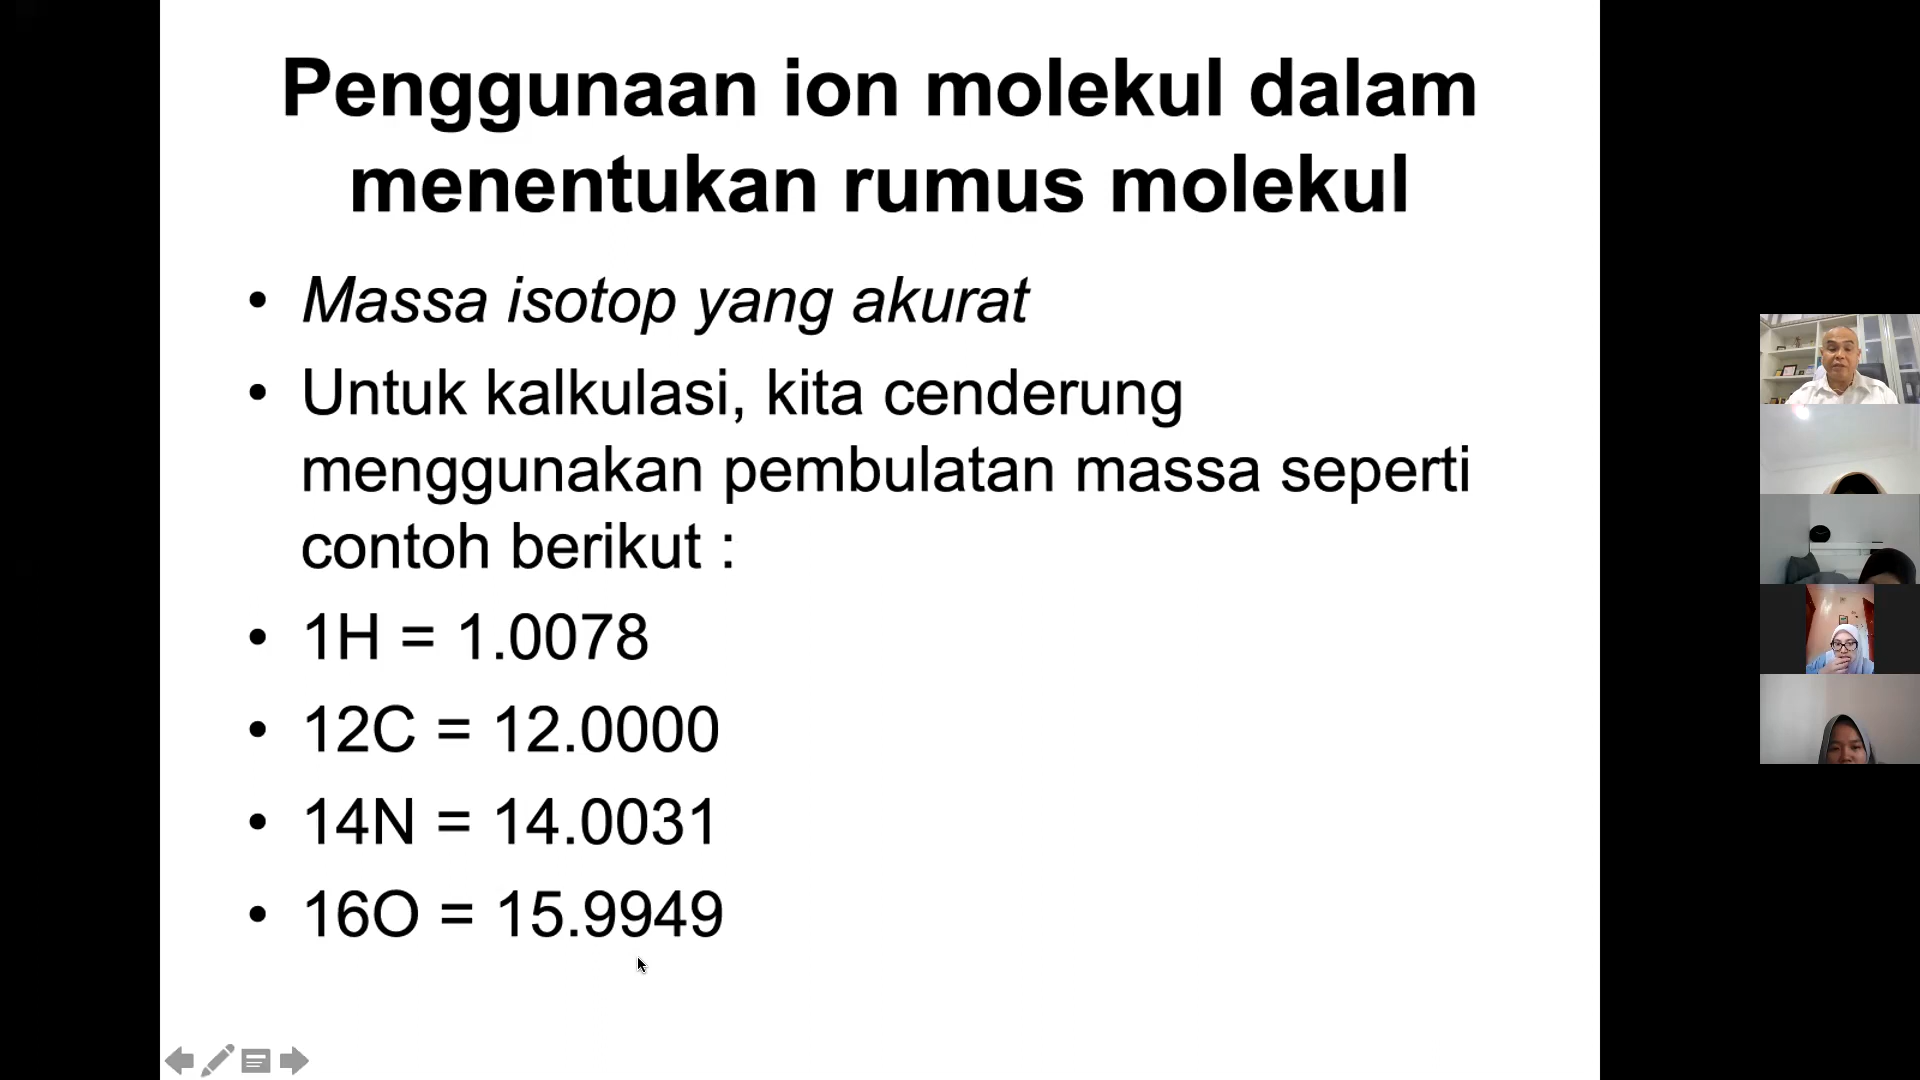 Penggunaan ion molekul dalam
menentukan rumus molekul
• Massa isotop yang akurat
• Untuk kalkulasi, kita cenderung
menggunakan pembulatan massa seperti
contoh berikut :
• 1H = 1.0078
• 12C = 12.0000
• 14N = 14.0031
• 16O = 15.9949